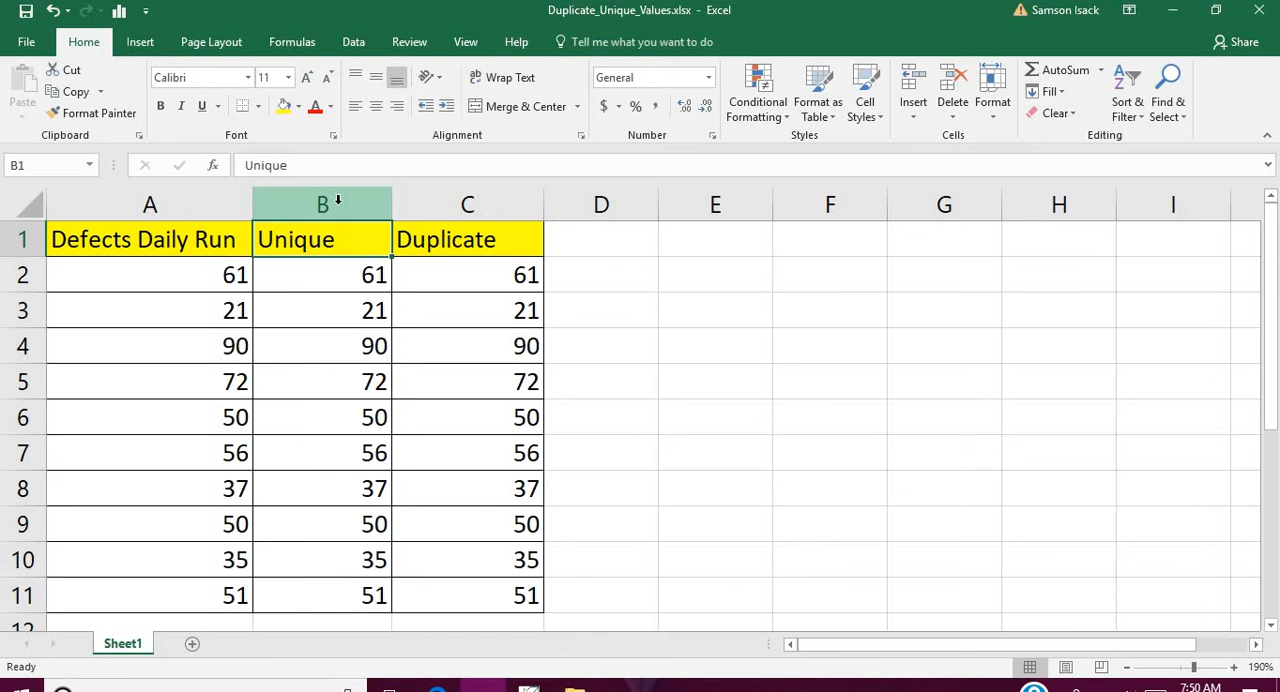 Duplicate_Unique_Values.xlsx - Excel
Samson Isack
File Home Insert Page Layout Formulas Data Review View Help Tell me what you want to do Share
Paste
Cut
Copy
Format Painter
Clipboard
Calibri 11
B I U
Font
Wrap Text
Merge & Center
Alignment
General
$ % ,
Number
Conditional Formatting
Format as Table
Cell Styles
Styles
Insert
Delete
Format
Cells
AutoSum
Fill
Clear
Sort & Filter
Find & Select
Editing
B1 fx Unique
A B C D E F G H I
1 Defects Daily Run Unique Duplicate
2 61 61 61
3 21 21 21
4 90 90 90
5 72 72 72
6 50 50 50
7 56 56 56
8 37 37 37
9 50 50 50
10 35 35 35
11 51 51 51
12
Sheet1
Ready 190%
7:50 AM